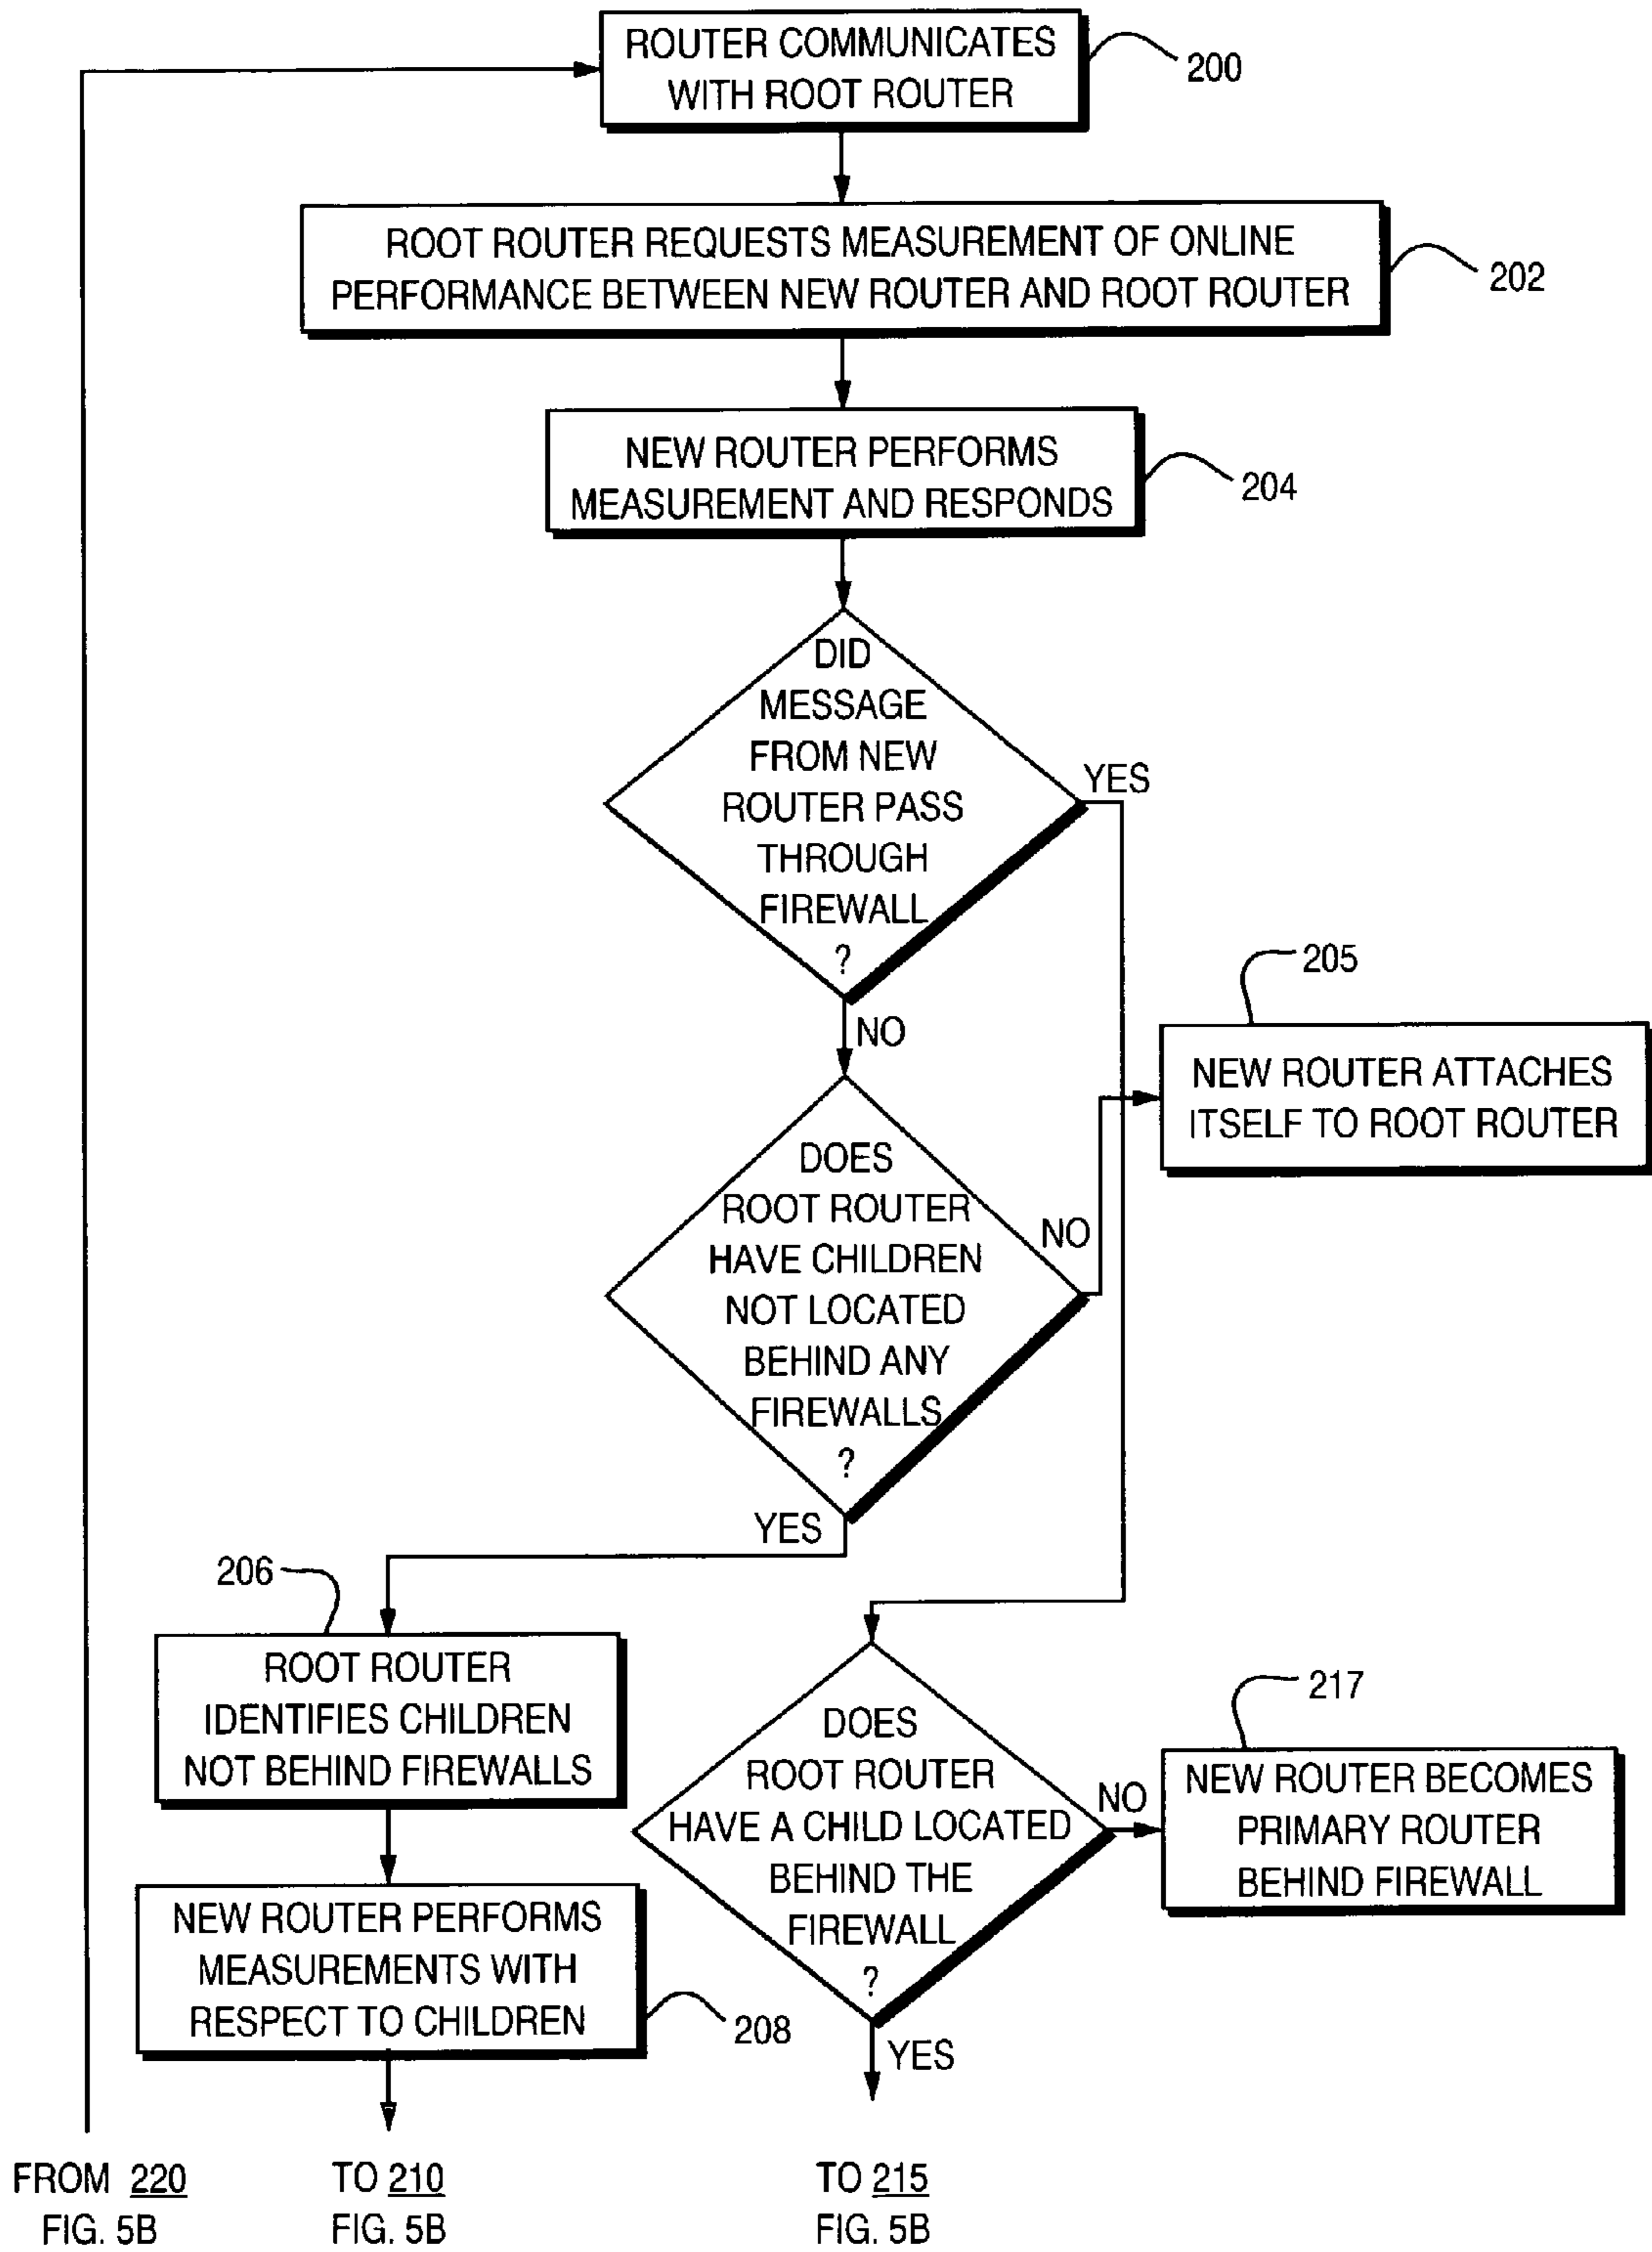 ROUTER COMMUNICATES
WITH ROOT ROUTER
200
ROOT ROUTER REQUESTS MEASUREMENT OF ONLINE
PERFORMANCE BETWEEN NEW ROUTER AND ROOT ROUTER
202
NEW ROUTER PERFORMS
MEASUREMENT AND RESPONDS
204
DID
MESSAGE
FROM NEW
ROUTER PASS
THROUGH
FIREWALL
?
YES
NO
205
NEW ROUTER ATTACHES
ITSELF TO ROOT ROUTER
DOES
ROOT ROUTER
HAVE CHILDREN
NOT LOCATED
BEHIND ANY
FIREWALLS
?
NO
YES
206
ROOT ROUTER
IDENTIFIES CHILDREN
NOT BEHIND FIREWALLS
NEW ROUTER PERFORMS
MEASUREMENTS WITH
RESPECT TO CHILDREN
208
DOES
ROOT ROUTER
HAVE A CHILD LOCATED
BEHIND THE
FIREWALL
?
NO
YES
217
NEW ROUTER BECOMES
PRIMARY ROUTER
BEHIND FIREWALL
FROM 220
FIG. 5B
TO 210
FIG. 5B
TO 215
FIG. 5B